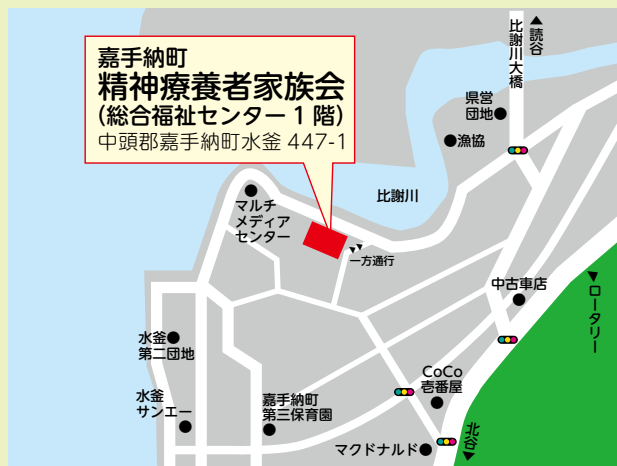 嘉手納町
精神療養者家族会
(総合福祉センター1階)
中頭郡嘉手納町水釜 447-1
▲読谷
比謝川大橋
県営
団地
漁協
比謝川
マルチ
メディア
センター
一方通行
中古車店
▼ロータリー
水釜
第二団地
CoCo
壱番屋
水釜
サンエー
嘉手納町
第三保育園
北谷▼
マクドナルド